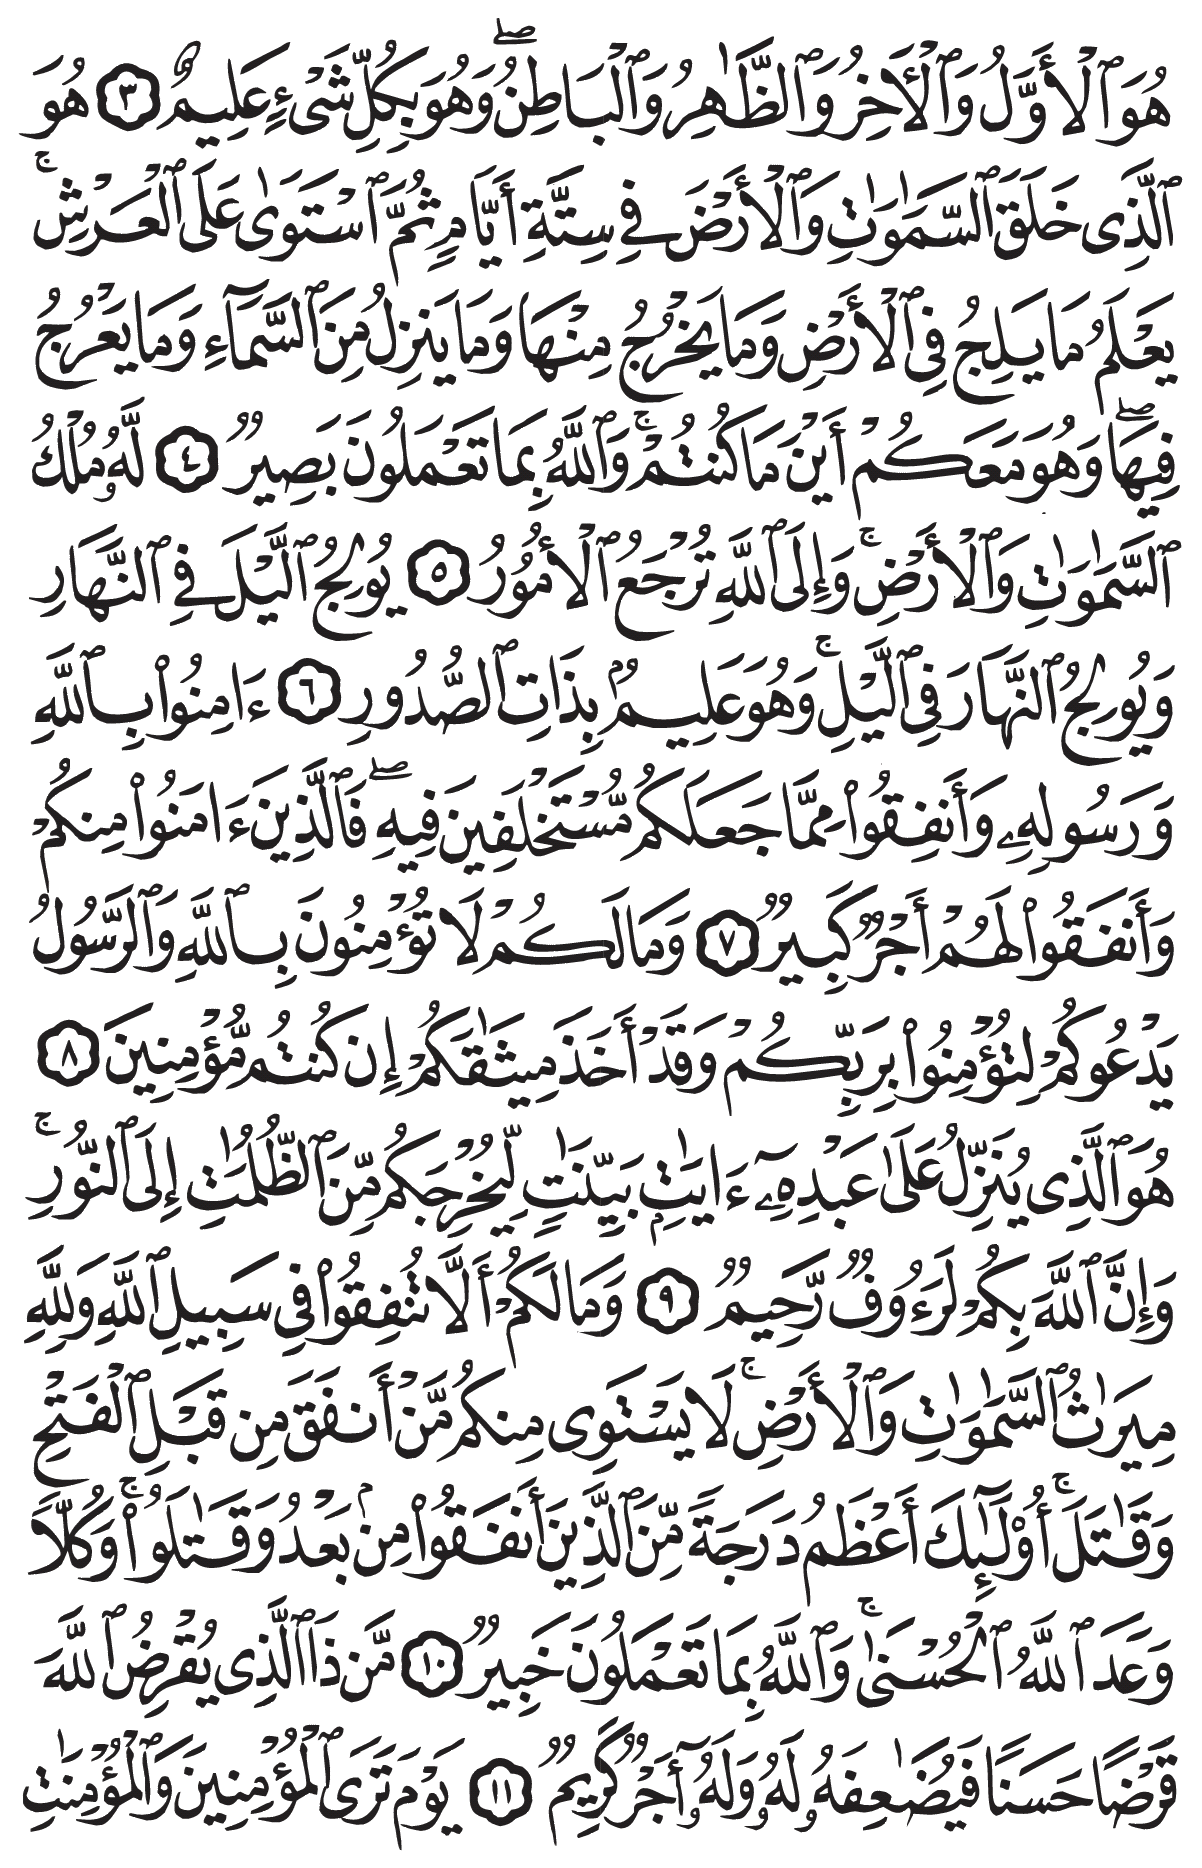 هُوَ ٱلْأَوَّلُ وَٱلْأَخِرُ وَٱلظَّٰهِرُ وَٱلْبَاطِنُ ۖ وَهُوَ بِكُلِّ شَىْءٍ عَلِيمٌ ٣ هُوَ
ٱلَّذِى خَلَقَ ٱلسَّمَٰوَٰتِ وَٱلْأَرْضَ فِى سِتَّةِ أَيَّامٍ ثُمَّ ٱسْتَوَىٰ عَلَى ٱلْعَرْشِ ۚ
يَعْلَمُ مَا يَلِجُ فِى ٱلْأَرْضِ وَمَا يَخْرُجُ مِنْهَا وَمَا يَنزِلُ مِنَ ٱلسَّمَآءِ وَمَا يَعْرُجُ
فِيهَا ۖ وَهُوَ مَعَكُمْ أَيْنَ مَا كُنتُمْ ۚ وَٱللَّهُ بِمَا تَعْمَلُونَ بَصِيرٌ ٤ لَّهُۥ مُلْكُ
ٱلسَّمَٰوَٰتِ وَٱلْأَرْضِ ۚ وَإِلَى ٱللَّهِ تُرْجَعُ ٱلْأُمُورُ ٥ يُولِجُ ٱلَّيْلَ فِى ٱلنَّهَارِ
وَيُولِجُ ٱلنَّهَارَ فِى ٱلَّيْلِ ۚ وَهُوَ عَلِيمٌۢ بِذَاتِ ٱلصُّدُورِ ٦ ءَامِنُوا۟ بِٱللَّهِ
وَرَسُولِهِۦ وَأَنفِقُوا۟ مِمَّا جَعَلَكُم مُّسْتَخْلَفِينَ فِيهِ ۖ فَٱلَّذِينَ ءَامَنُوا۟ مِنكُمْ
وَأَنفَقُوا۟ لَهُمْ أَجْرٌ كَبِيرٌ ٧ وَمَا لَكُمْ لَا تُؤْمِنُونَ بِٱللَّهِ وَٱلرَّسُولُ
يَدْعُوكُمْ لِتُؤْمِنُوا۟ بِرَبِّكُمْ وَقَدْ أَخَذَ مِيثَٰقَكُمْ إِن كُنتُم مُّؤْمِنِينَ ٨
هُوَ ٱلَّذِى يُنَزِّلُ عَلَىٰ عَبْدِهِۦٓ ءَايَٰتٍۭ بَيِّنَٰتٍ لِّيُخْرِجَكُم مِّنَ ٱلظُّلُمَٰتِ إِلَى ٱلنُّورِ ۚ
وَإِنَّ ٱللَّهَ بِكُمْ لَرَءُوفٌ رَّحِيمٌ ٩ وَمَا لَكُمْ أَلَّا تُنفِقُوا۟ فِى سَبِيلِ ٱللَّهِ وَلِلَّهِ
مِيرَٰثُ ٱلسَّمَٰوَٰتِ وَٱلْأَرْضِ ۚ لَا يَسْتَوِى مِنكُم مَّنْ أَنفَقَ مِن قَبْلِ ٱلْفَتْحِ
وَقَٰتَلَ ۚ أُو۟لَٰٓئِكَ أَعْظَمُ دَرَجَةً مِّنَ ٱلَّذِينَ أَنفَقُوا۟ مِنۢ بَعْدُ وَقَٰتَلُوا۟ ۚ وَكُلًّا
وَعَدَ ٱللَّهُ ٱلْحُسْنَىٰ ۚ وَٱللَّهُ بِمَا تَعْمَلُونَ خَبِيرٌ ١٠ مَّن ذَا ٱلَّذِى يُقْرِضُ ٱللَّهَ
قَرْضًا حَسَنًا فَيُضَٰعِفَهُۥ لَهُۥ وَلَهُۥٓ أَجْرٌ كَرِيمٌ ١١ يَوْمَ تَرَى ٱلْمُؤْمِنِينَ وَٱلْمُؤْمِنَٰتِ